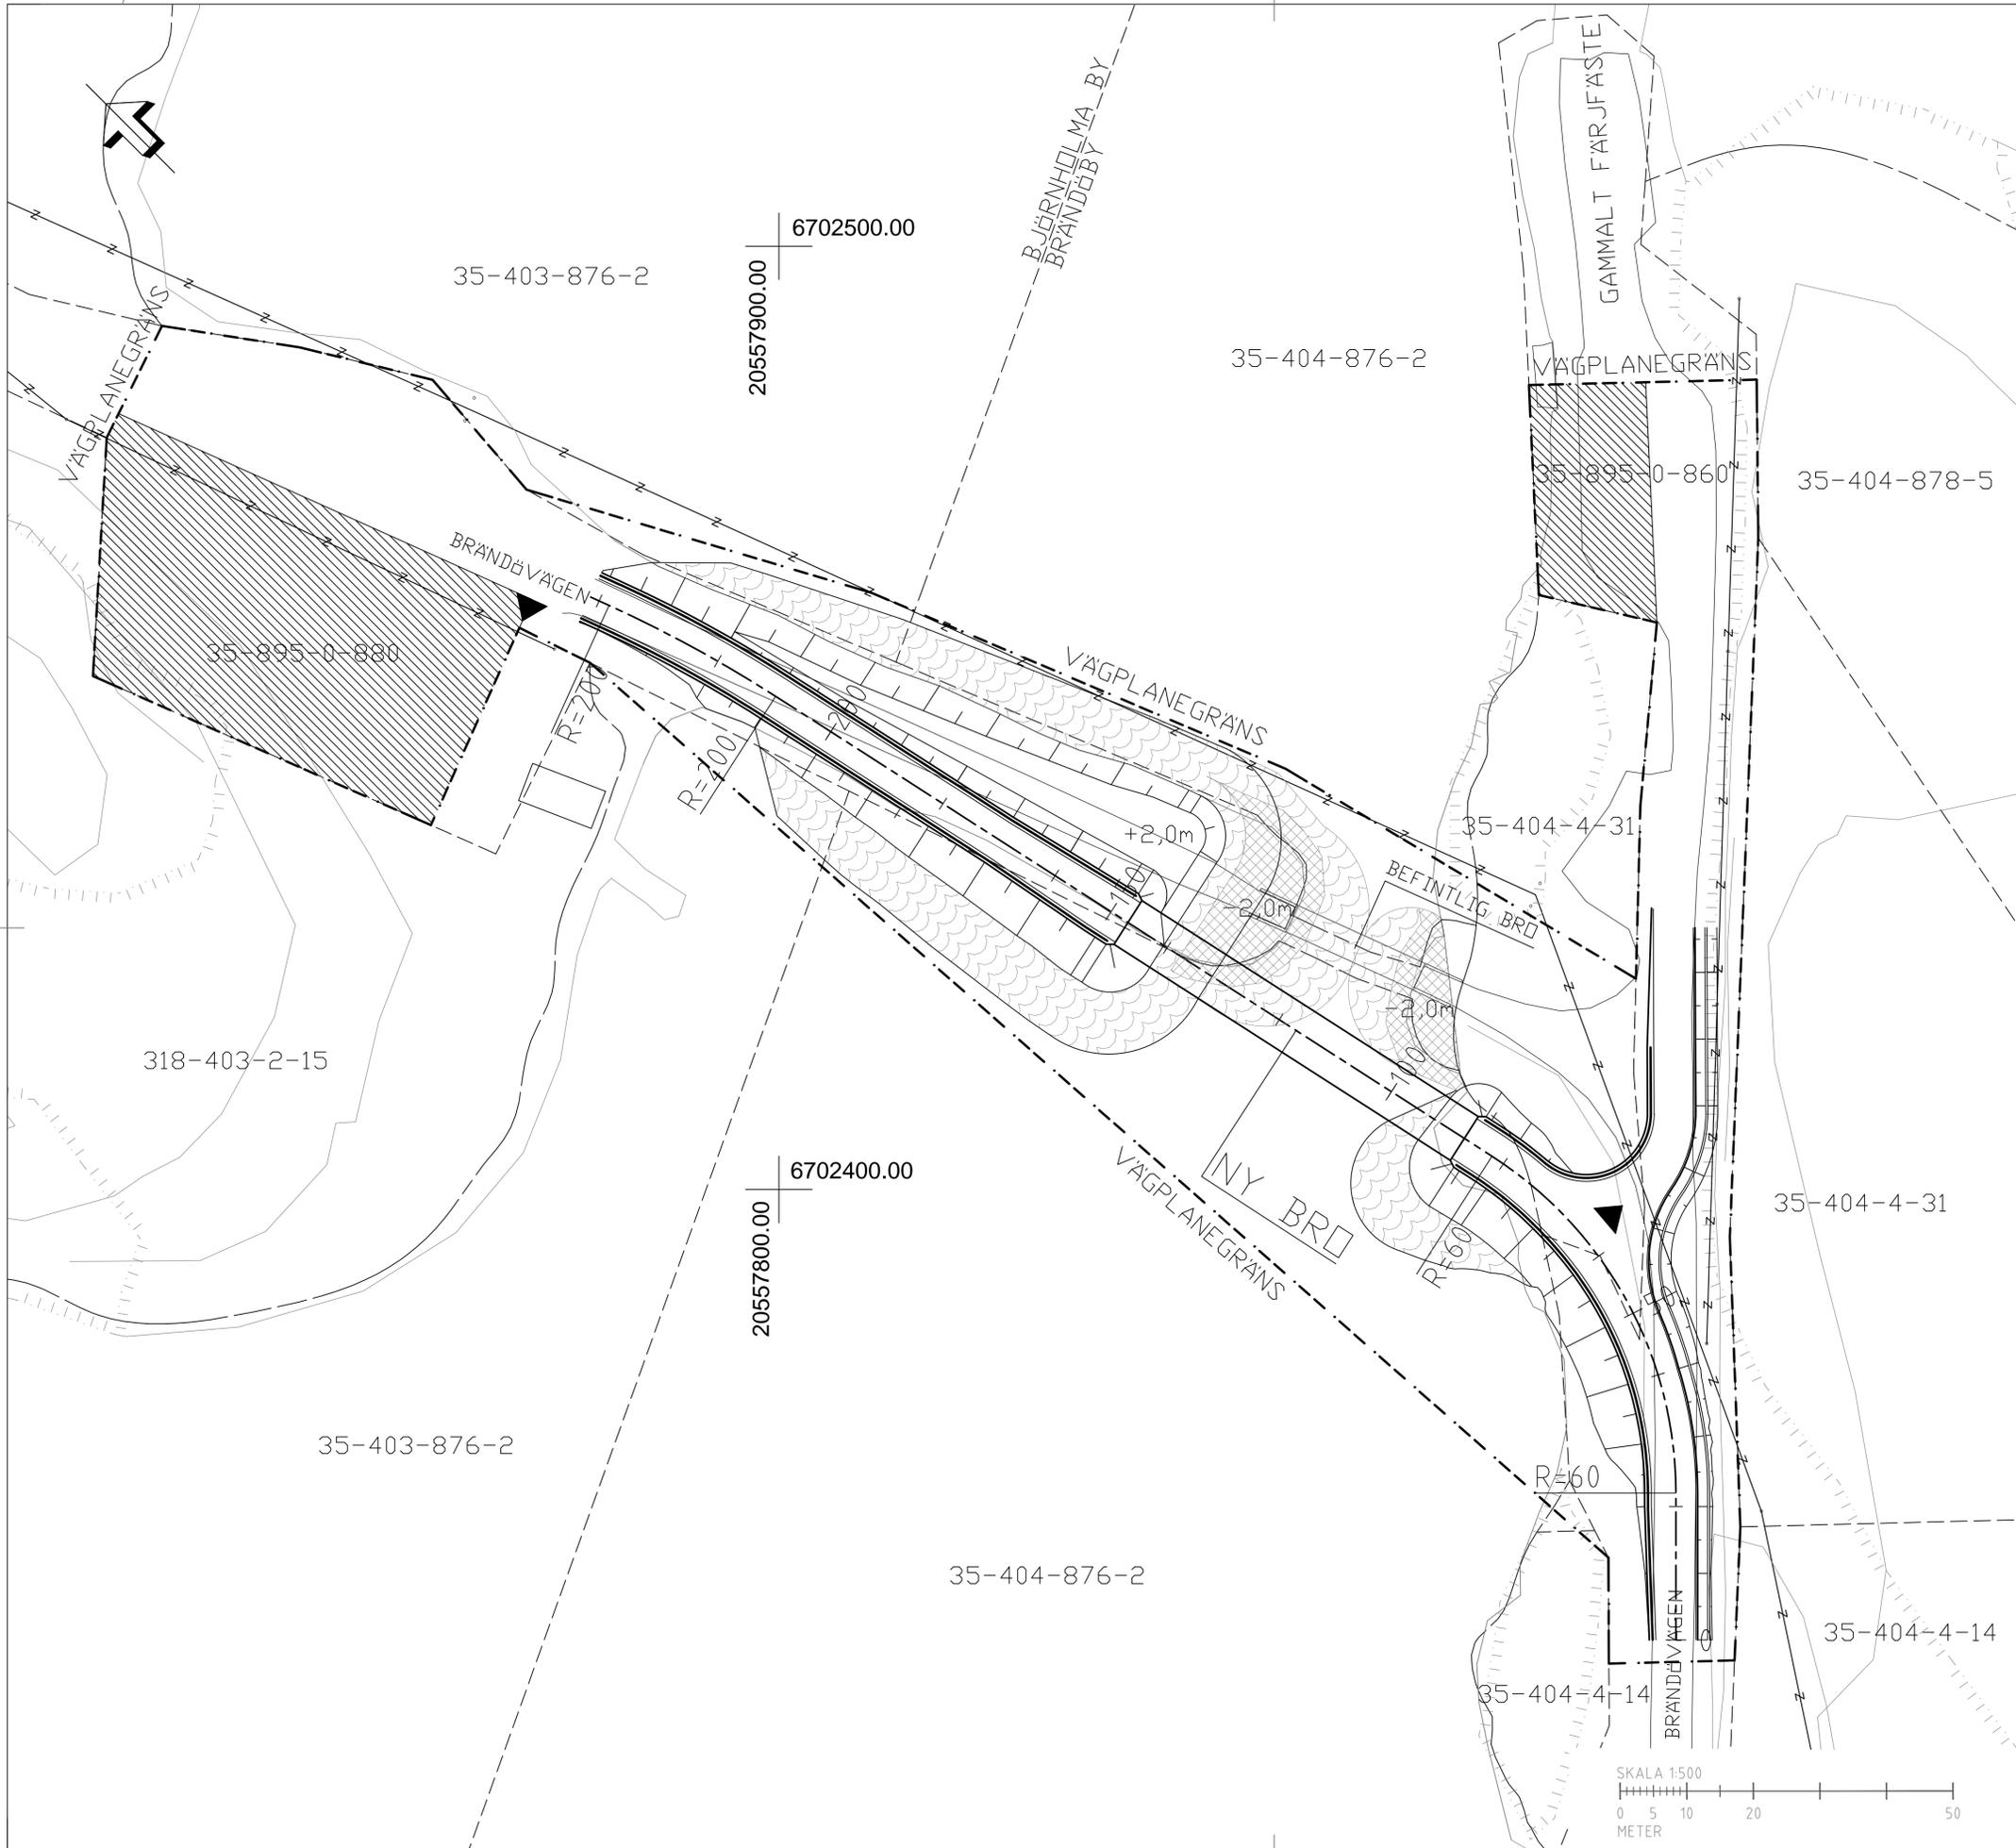 GAMMALT FÄRJFÄSTE
BJÖRNHOLMA BY
BRÄNDÖBY
6702500.00
20557900.00
35-403-876-2
35-404-876-2
VÄGPLANEGRÄNS
VÄGPLANEGRÄNS
35-895-0-860
35-404-878-5
BRÄNDÖVÄGEN
35-895-0-880
VÄGPLANEGRÄNS
R=200
R=200
200
+2,0m
35-404-4-31
BEFINTLIG BRO
150
-2,0m
-2,0m
318-403-2-15
100
6702400.00
20557800.00
VÄGPLANEGRÄNS
NY BRO
R=60
35-404-4-31
35-403-876-2
R=60
35-404-876-2
BRÄNDÖVÄGEN
35-404-4-14
35-404-4-14
SKALA 1:500
0 5 10 20 50
METER